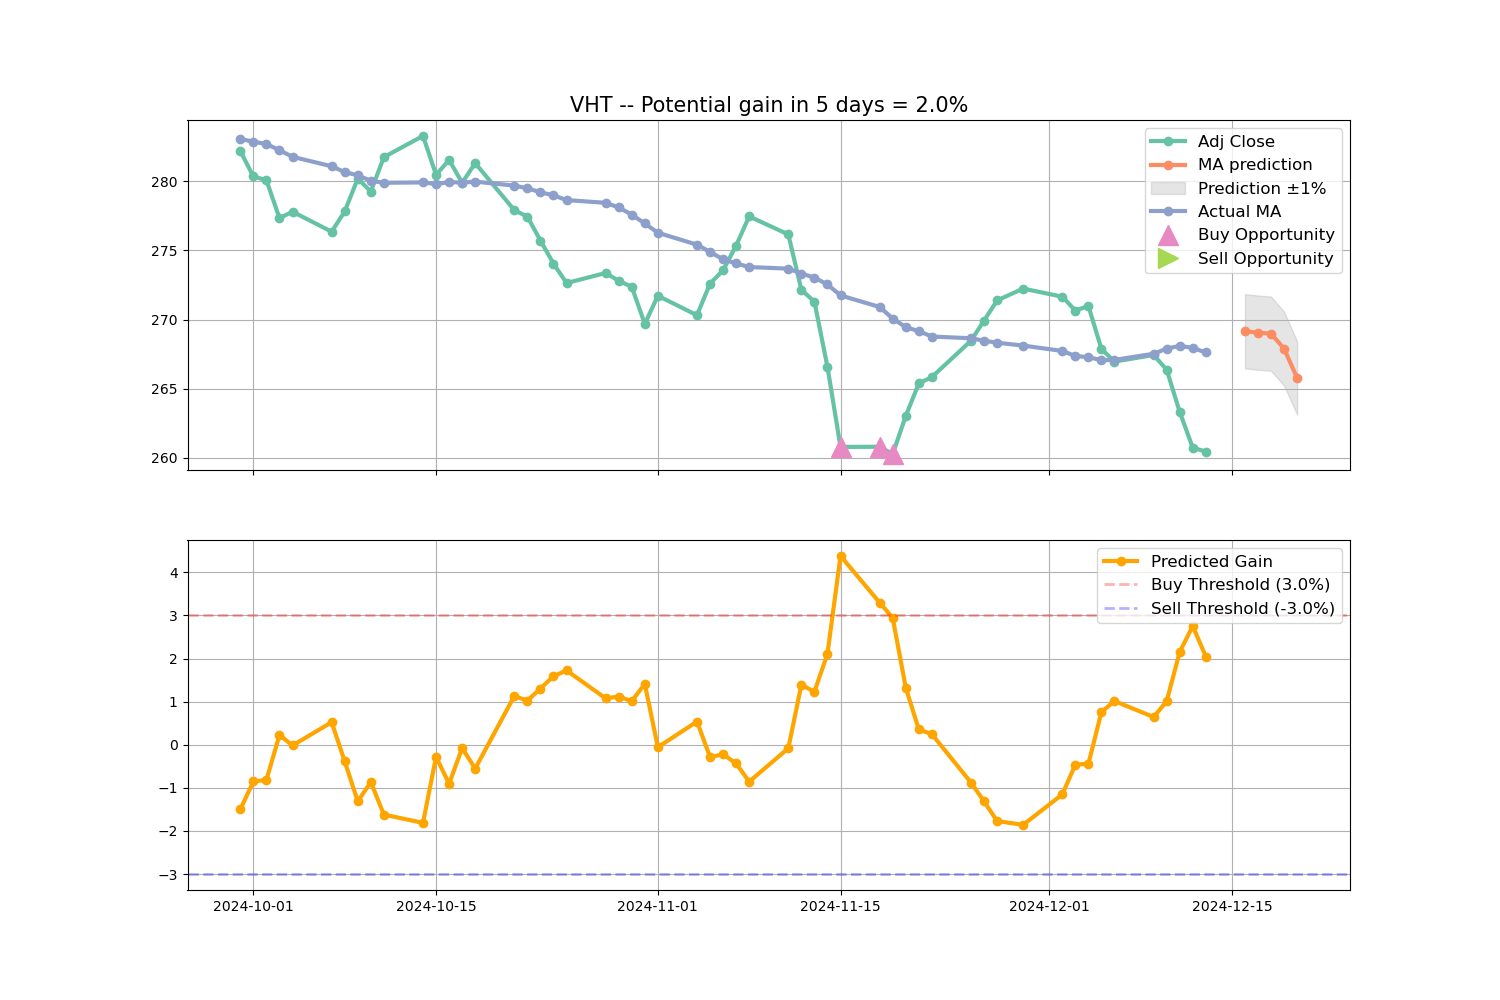 VHT -- Potential gain in 5 days = 2.0%
Adj Close
MA prediction
Prediction ±1%
Actual MA
Buy Opportunity
Sell Opportunity
280
275
270
265
260
Predicted Gain
Buy Threshold (3.0%)
Sell Threshold (-3.0%)
4
3
2
1
0
−1
−2
−3
2024-10-01
2024-10-15
2024-11-01
2024-11-15
2024-12-01
2024-12-15